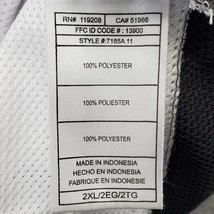 RN# 119208 CA# 51966
FFC ID CODE # : 13900
STYLE # 7185A 11
100% POLYESTER
100% POLIESTER
100% POLYESTER
MADE IN INDONESIA
HECHO EN INDONESIA
FABRIQUE EN INDONESIE
2XL/2EG/2TG